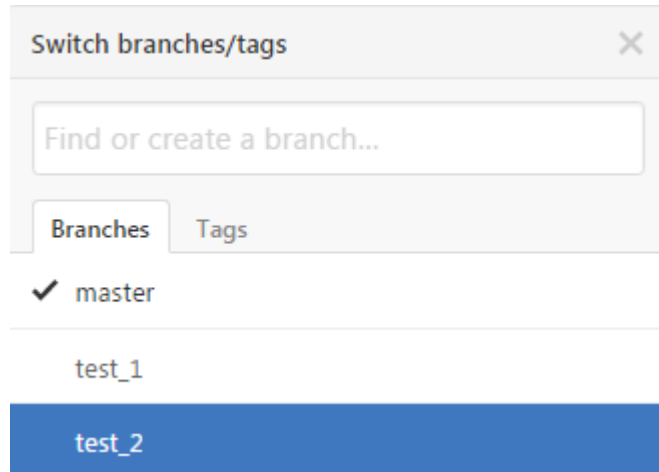 Switch branches/tags
Find or create a branch...
Branches Tags
master
test_1
test_2